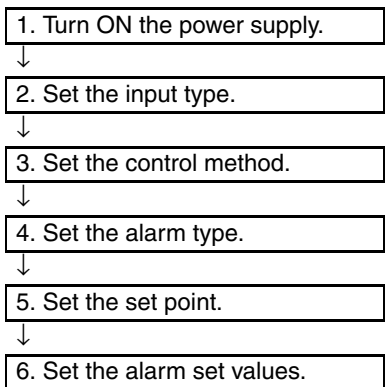 1. Turn ON the power supply.
↓
2. Set the input type.
↓
3. Set the control method.
↓
4. Set the alarm type.
↓
5. Set the set point.
↓
6. Set the alarm set values.